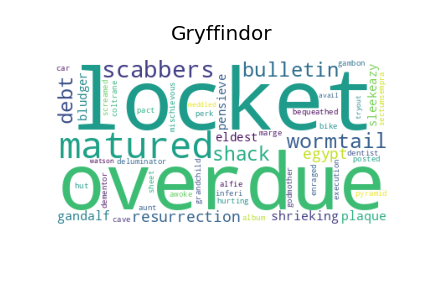 Gryffindor
car
scabbers
bulletin
gambon
debt
bludger
screamed
coltrane
locket
mischievous
pensieve
avail
tryout
sleekeazy
sectumsempra
pact
meddled
perk
bequeathed
bike
matured
eldest
marge
wormtail
shack
egypt
dentist
watson
deluminator
posted
overdue
hut
dementor
sheet
amoke
grandchild
alfie
inferi
hurting
godmother
enraged
execution
pyramid
aunt
gandalf
cave
resurrection
album
shrieking
plaque